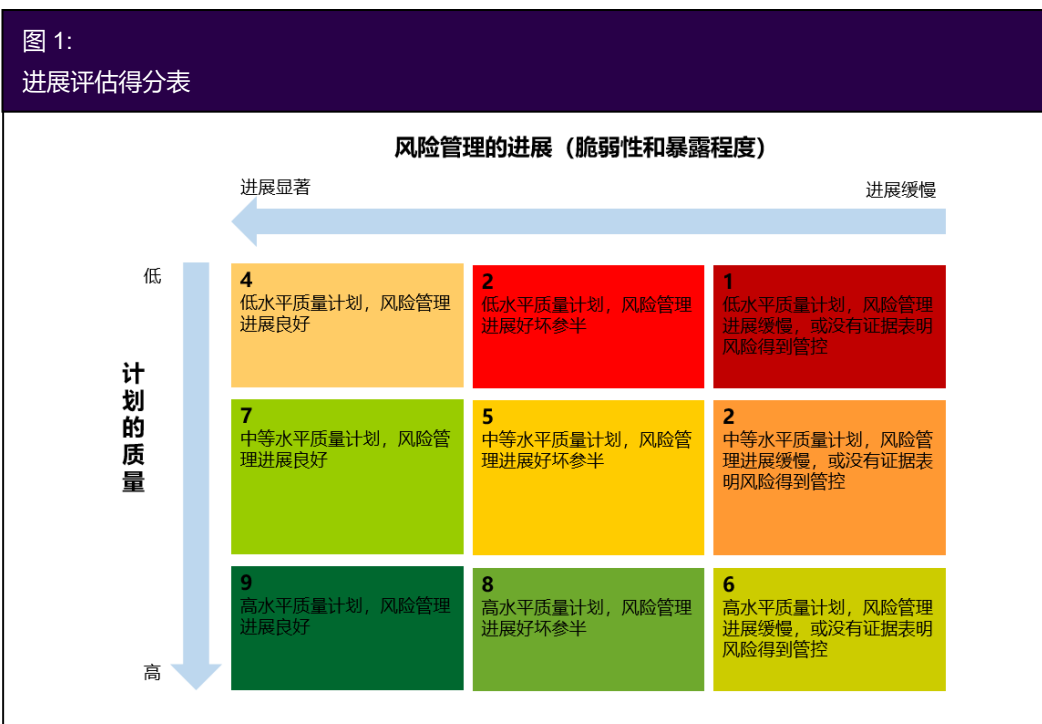 图 1:
进展评估得分表
风险管理的进展（脆弱性和暴露程度）
进展显著
进展缓慢
低
计划的质量
高
4
低水平质量计划，风险管理
进展良好
2
低水平质量计划，风险管理
进展好坏参半
1
低水平质量计划，风险管理
进展缓慢，或没有证据表明
风险得到管控
7
中等水平质量计划，风险管
理进展良好
5
中等水平质量计划，风险管
理进展好坏参半
2
中等水平质量计划，风险管
理进展缓慢，或没有证据表
明风险得到管控
9
高水平质量计划，风险管理
进展良好
8
高水平质量计划，风险管理
进展好坏参半
6
高水平质量计划，风险管理
进展缓慢，或没有证据表明
风险得到管控